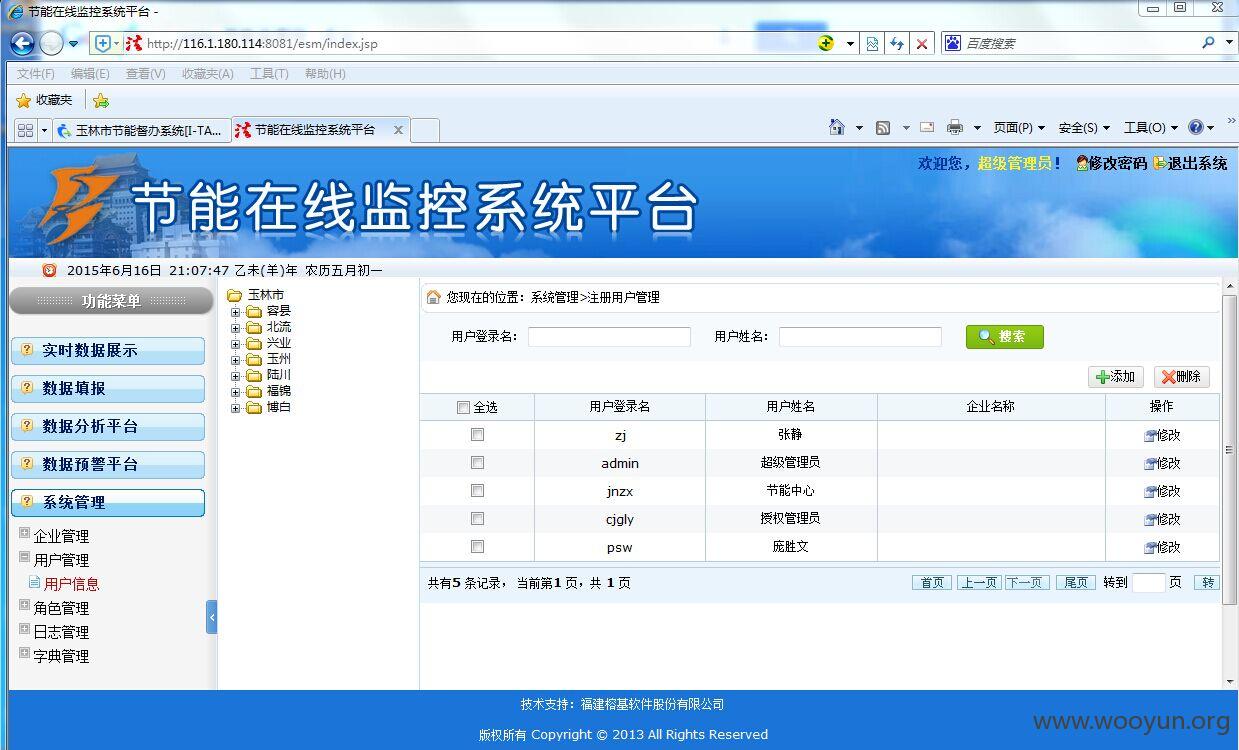 节能在线监控系统平台 -
http://116.1.180.114:8081/esm/index.jsp
百度搜索
文件(F) 编辑(E) 查看(V) 收藏夹(A) 工具(T) 帮助(H)
收藏夹
玉林市节能督办系统[I-TA... 节能在线监控系统平台
页面(P) 安全(S) 工具(O)
欢迎您，超级管理员！ 修改密码 退出系统
节能在线监控系统平台
2015年6月16日 21:07:47 乙未(羊)年 农历五月初一
功能菜单
实时数据展示
数据填报
数据分析平台
数据预警平台
系统管理
企业管理
用户管理
用户信息
角色管理
日志管理
字典管理
玉林市
容县
北流
兴业
玉州
陆川
福锦
博白
您现在的位置：系统管理>注册用户管理
用户登录名： 用户姓名： 搜索
添加 删除
全选 用户登录名 用户姓名 企业名称 操作
zj 张静 修改
admin 超级管理员 修改
jnzx 节能中心 修改
cjgly 授权管理员 修改
psw 庞胜文 修改
共有5 条记录，当前第1 页，共 1 页 首页 上一页 下一页 尾页 转到 页 转
技术支持：福建榕基软件股份有限公司
版权所有 Copyright © 2013 All Rights Reserved
www.wooyun.org